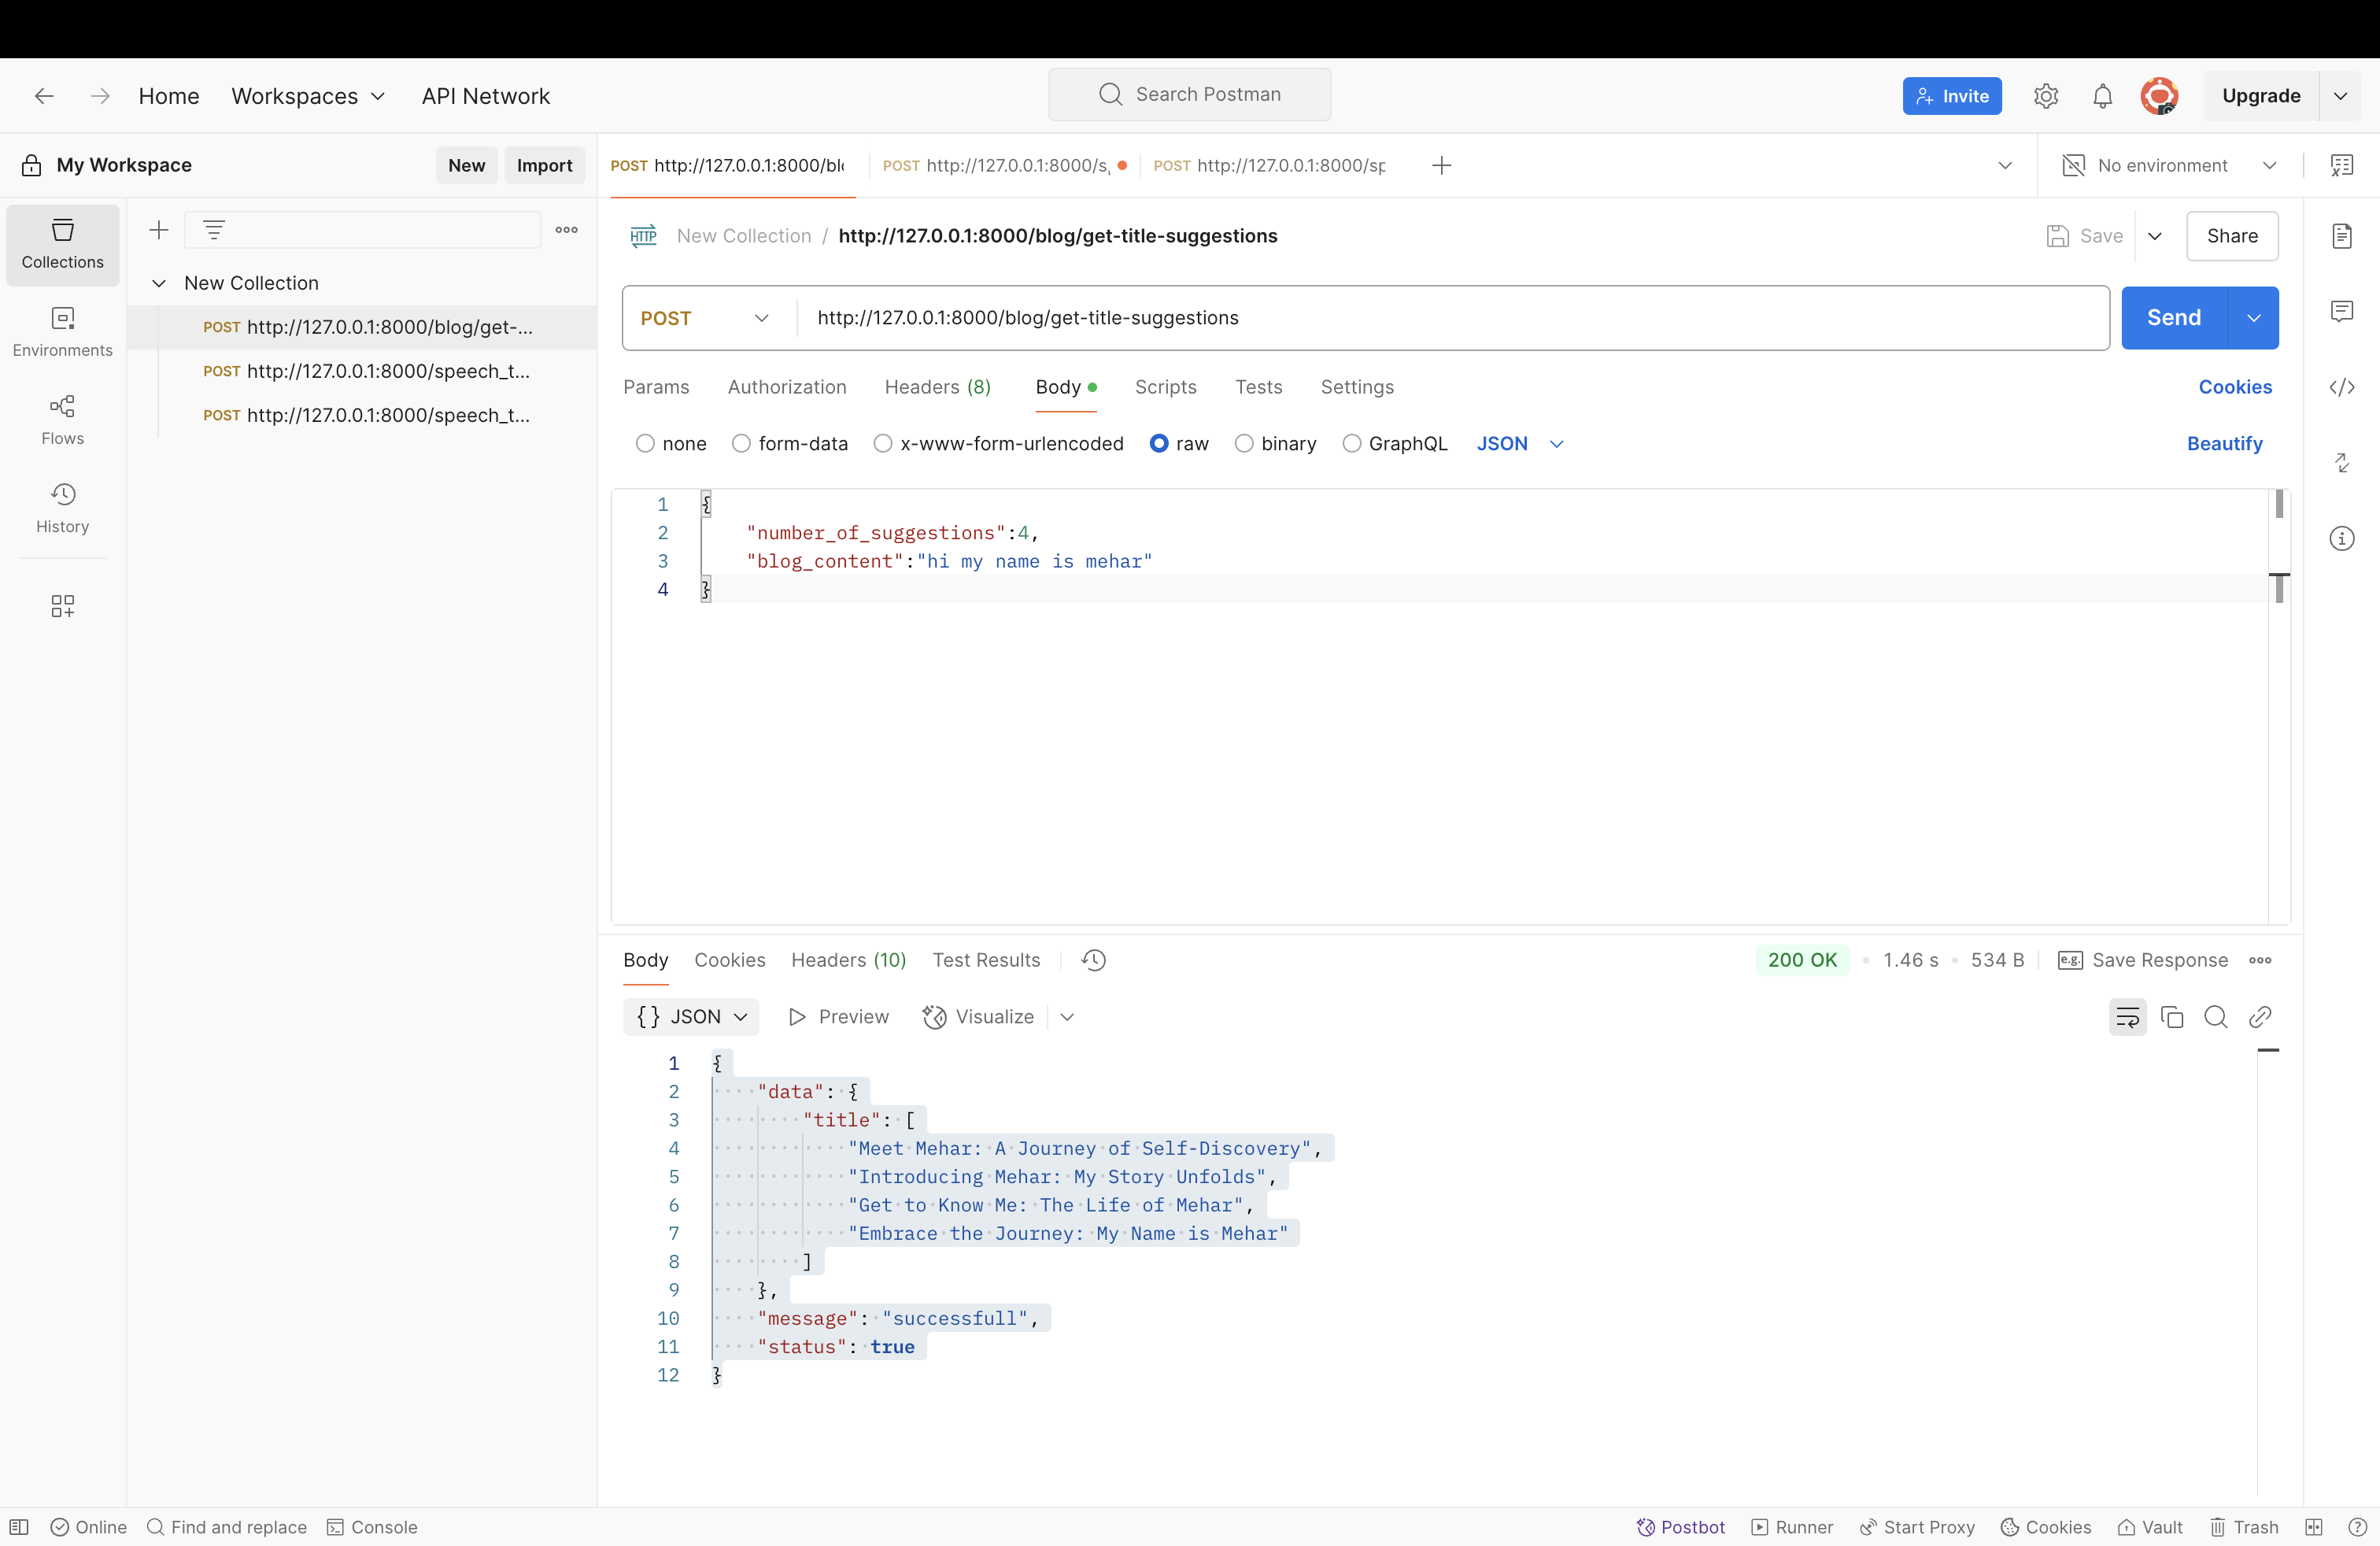 Home Workspaces API Network Search Postman Invite Upgrade
My Workspace New Import POST http://127.0.0.1:8000/blo POST http://127.0.0.1:8000/s POST http://127.0.0.1:8000/sp No environment
Collections
Environments
Flows
History
New Collection
POST http://127.0.0.1:8000/blog/get-...
POST http://127.0.0.1:8000/speech_t...
POST http://127.0.0.1:8000/speech_t...
HTTP New Collection / http://127.0.0.1:8000/blog/get-title-suggestions Save Share
POST http://127.0.0.1:8000/blog/get-title-suggestions Send
Params Authorization Headers (8) Body Scripts Tests Settings Cookies
none form-data x-www-form-urlencoded raw binary GraphQL JSON Beautify
1 {
2 "number_of_suggestions":4,
3 "blog_content":"hi my name is mehar"
4 }
Body Cookies Headers (10) Test Results 200 OK 1.46 s 534 B e.g. Save Response
{} JSON Preview Visualize
1 {
2 "data": {
3 "title": [
4 "Meet Mehar: A Journey of Self-Discovery",
5 "Introducing Mehar: My Story Unfolds",
6 "Get to Know Me: The Life of Mehar",
7 "Embrace the Journey: My Name is Mehar"
8 ]
9 },
10 "message": "successfull",
11 "status": true
12 }
Online Find and replace Console Postbot Runner Start Proxy Cookies Vault Trash